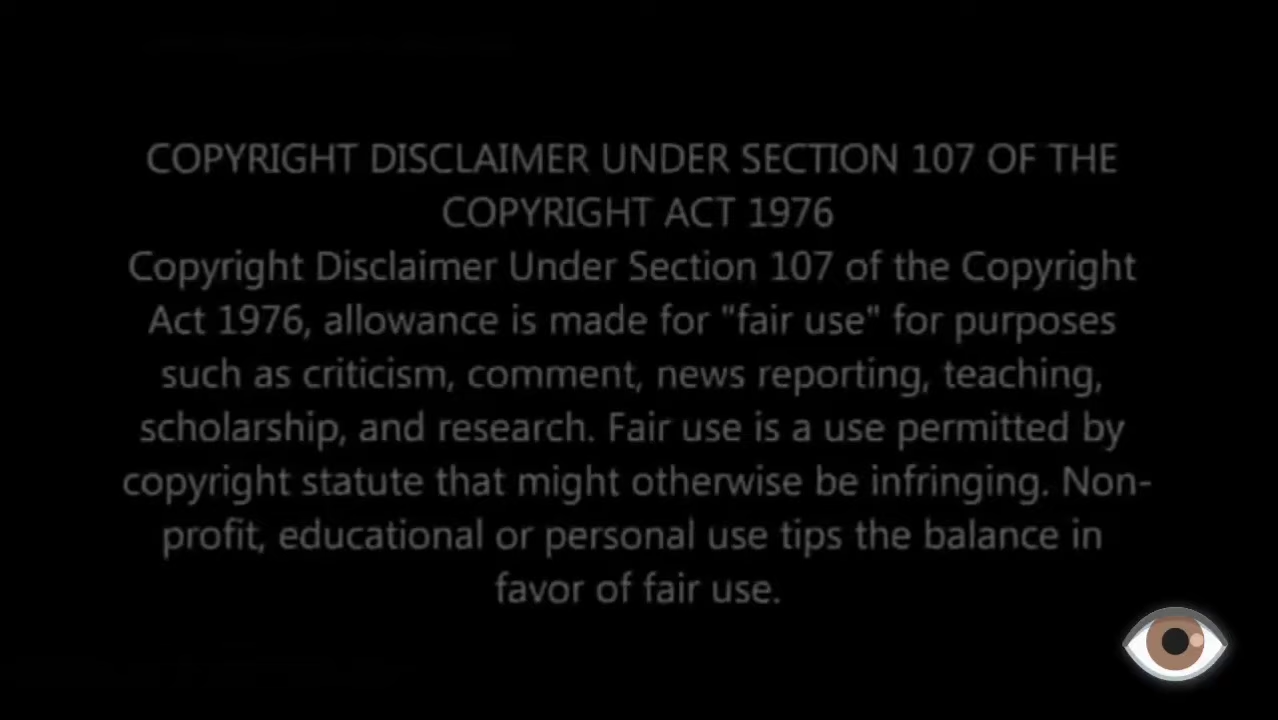 COPYRIGHT DISCLAIMER UNDER SECTION 107 OF THE
COPYRIGHT ACT 1976
Copyright Disclaimer Under Section 107 of the Copyright
Act 1976, allowance is made for "fair use" for purposes
such as criticism, comment, news reporting, teaching,
scholarship, and research. Fair use is a use permitted by
copyright statute that might otherwise be infringing. Non-
profit, educational or personal use tips the balance in
favor of fair use.